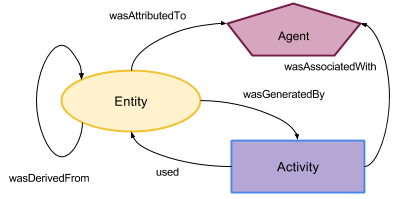 wasAttributedTo
Agent
wasAssociatedWith
Entity
wasGeneratedBy
Activity
used
wasDerivedFrom